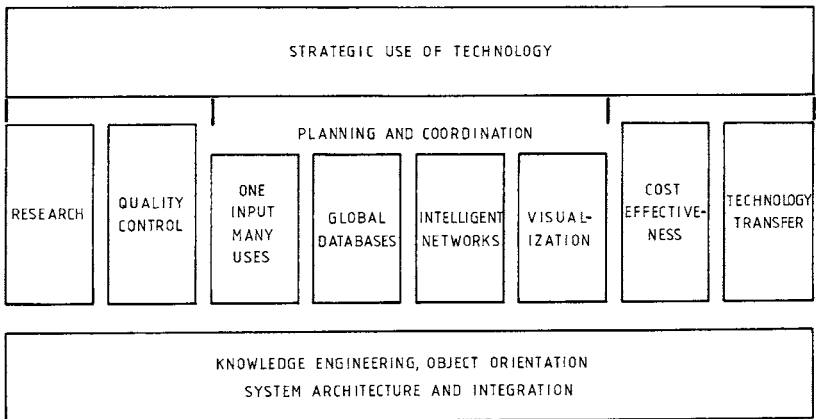 STRATEGIC USE OF TECHNOLOGY
PLANNING AND COORDINATION
RESEARCH
QUALITY
CONTROL
ONE
INPUT
MANY
USES
GLOBAL
DATABASES
INTELLIGENT
NETWORKS
VISUAL-
IZATION
COST
EFFECTIVE-
NESS
TECHNOLOGY
TRANSFER
KNOWLEDGE ENGINEERING, OBJECT ORIENTATION
SYSTEM ARCHITECTURE AND INTEGRATION